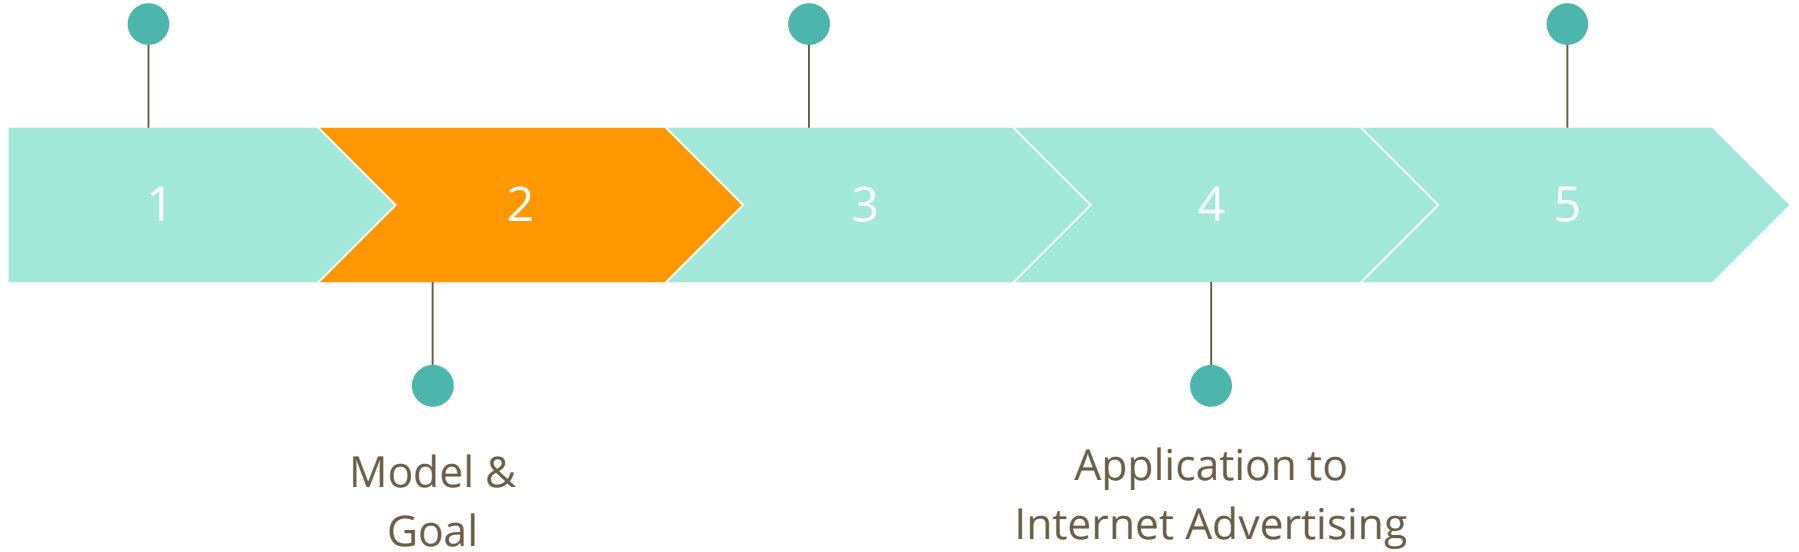 1 2 3 4 5
Model &
Goal
Application to
Internet Advertising